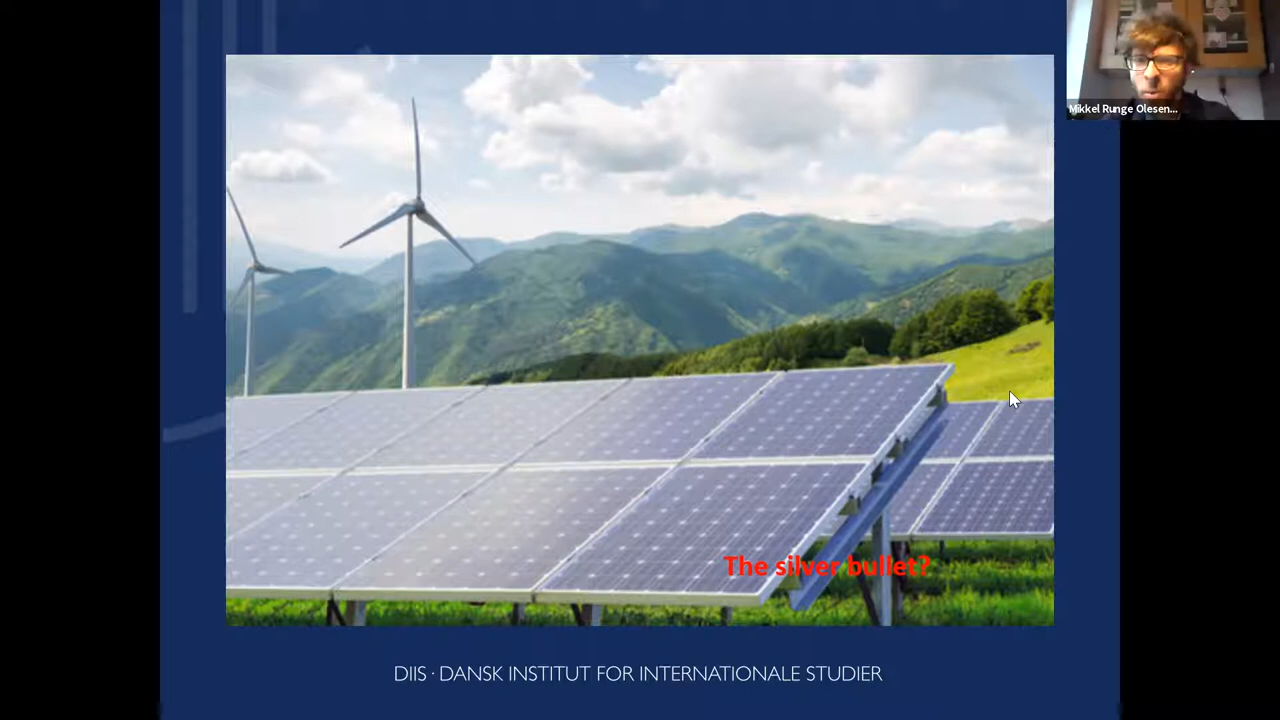 Mikkel Runge Olesen...
The silver bullet?
DIIS · DANSK INSTITUT FOR INTERNATIONALE STUDIER